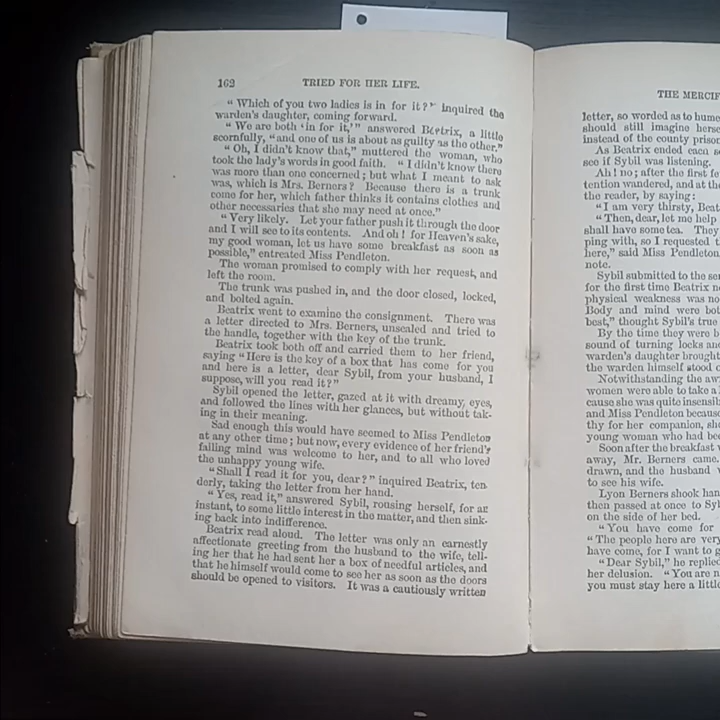 162 TRIED FOR HER LIFE.
"Which of you two ladies is in for it?" inquired the
warden's daughter, coming forward.
"We are both 'in for it,'" answered Beatrix, a little
scornfully, "and one of us is about as guilty as the other."
"Oh, I didn't know that," muttered the woman, who
took the lady's words in good faith. "I didn't know there
was more than one concerned; but what I meant to ask
was, which is Mrs. Berners? Because there is a trunk
come for her, which father thinks it contains clothes and
other necessaries that she may need at once."
"Very likely. Let your father push it through the door
and I will see to its contents. And oh! for Heaven's sake,
my good woman, let us have some breakfast as soon as
possible," entreated Miss Pendleton.
The woman promised to comply with her request, and
left the room.
The trunk was pushed in, and the door closed, locked,
and bolted again.
Beatrix went to examine the consignment. There was
a letter directed to Mrs. Berners, unsealed and tried to
the handle, together with the key of the trunk.
Beatrix took both off and carried them to her friend,
saying "Here is the key of a box that has come for you
and here is a letter, dear Sybil, from your husband, I
suppose, will you read it?"
Sybil opened the letter, gazed at it with dreamy, eyes,
and followed the lines with her glances, but without tak-
ing in their meaning.
Sad enough this would have seemed to Miss Pendleton
at any other time; but now, every evidence of her friend's
failing mind was welcome to her, and to all who loved
the unhappy young wife.
"Shall I read it for you, dear?" inquired Beatrix, ten
derly, taking the letter from her hand.
"Yes, read it," answered Sybil, rousing herself, for an
instant, to some little interest in the matter, and then sink-
ing back into indifference.
Beatrix read aloud. The letter was only an earnestly
affectionate greeting from the husband to the wife, tell-
ing her that he had sent her a box of needful articles, and
that he himself would come to see her as soon as the doors
should be opened to visitors. It was a cautiously written
THE MERCIF
letter, so worded as to hume
should still imagine herse
instead of the county prison
As Beatrix ended each se
see if Sybil was listening.
Ah! no; after the first fe
tention wandered, and at the
the reader, by saying:
"I am very thirsty, Beat
"Then, dear, let me help
shall have some tea. They
ping with, so I requested t
here," said Miss Pendleton
note.
Sybil submitted to the ser
for the first time Beatrix no
physical weakness was no
Body and mind were bot
best," thought Sybil's true
By the time they were b
sound of turning locks and
warden's daughter brought
the warden himself stood c
Notwithstanding the aw
women were able to take a
cause she was quite insensib
and Miss Pendleton because
thy for her companion, she
young woman who had bee
Soon after the breakfast w
away, Mr. Berners came.
drawn, and the husband w
to see his wife.
Lyon Berners shook han
then passed at once to Syb
on the side of her bed.
"You have come for
"The people here are very
have come, for I want to g
"Dear Sybil," he replied
her delusion. "You are n
you must stay here a little